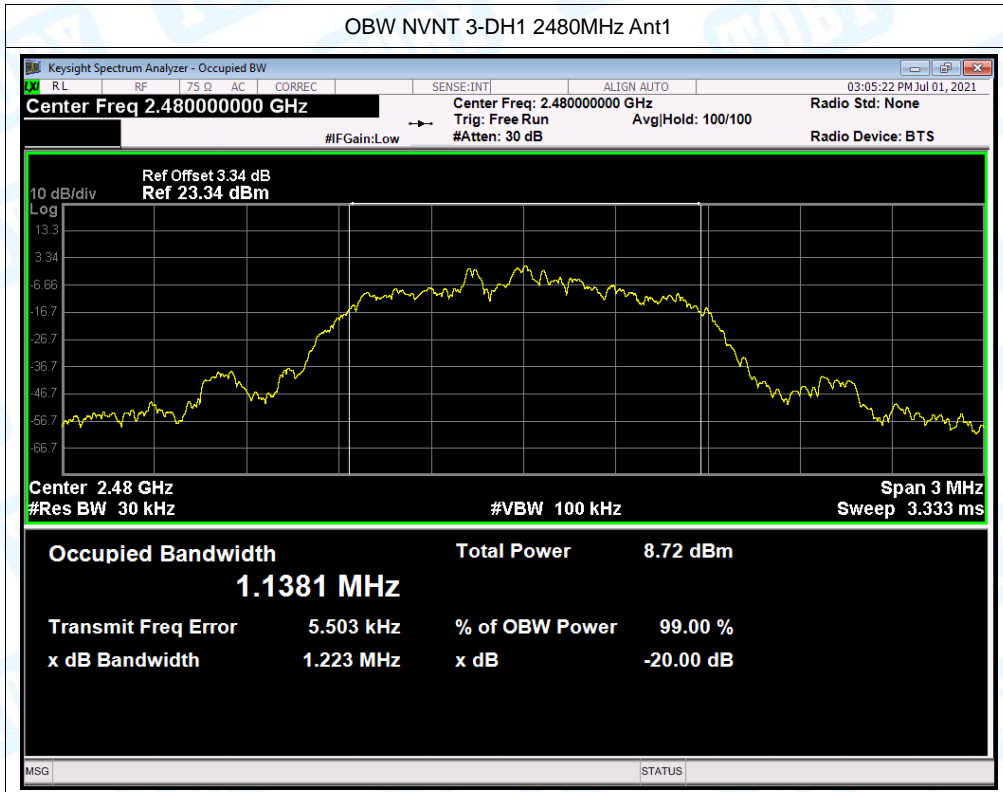 OBW NVNT 3-DH1 2480MHz Ant1
Keysight Spectrum Analyzer - Occupied BW
LXI RL RF 75 Ω AC CORREC SENSE:INT ALIGN AUTO 03:05:22 PM Jul 01, 2021
Center Freq 2.480000000 GHz
Center Freq: 2.480000000 GHz
Radio Std: None
Trig: Free Run Avg|Hold: 100/100
#IFGain:Low #Atten: 30 dB
Radio Device: BTS
Ref Offset 3.34 dB
10 dB/div Ref 23.34 dBm
Log
13.3
3.34
-6.66
-16.7
-26.7
-36.7
-46.7
-56.7
-66.7
Center 2.48 GHz Span 3 MHz
#Res BW 30 kHz #VBW 100 kHz Sweep 3.333 ms
Occupied Bandwidth Total Power 8.72 dBm
1.1381 MHz
Transmit Freq Error 5.503 kHz % of OBW Power 99.00 %
x dB Bandwidth 1.223 MHz x dB -20.00 dB
MSG STATUS